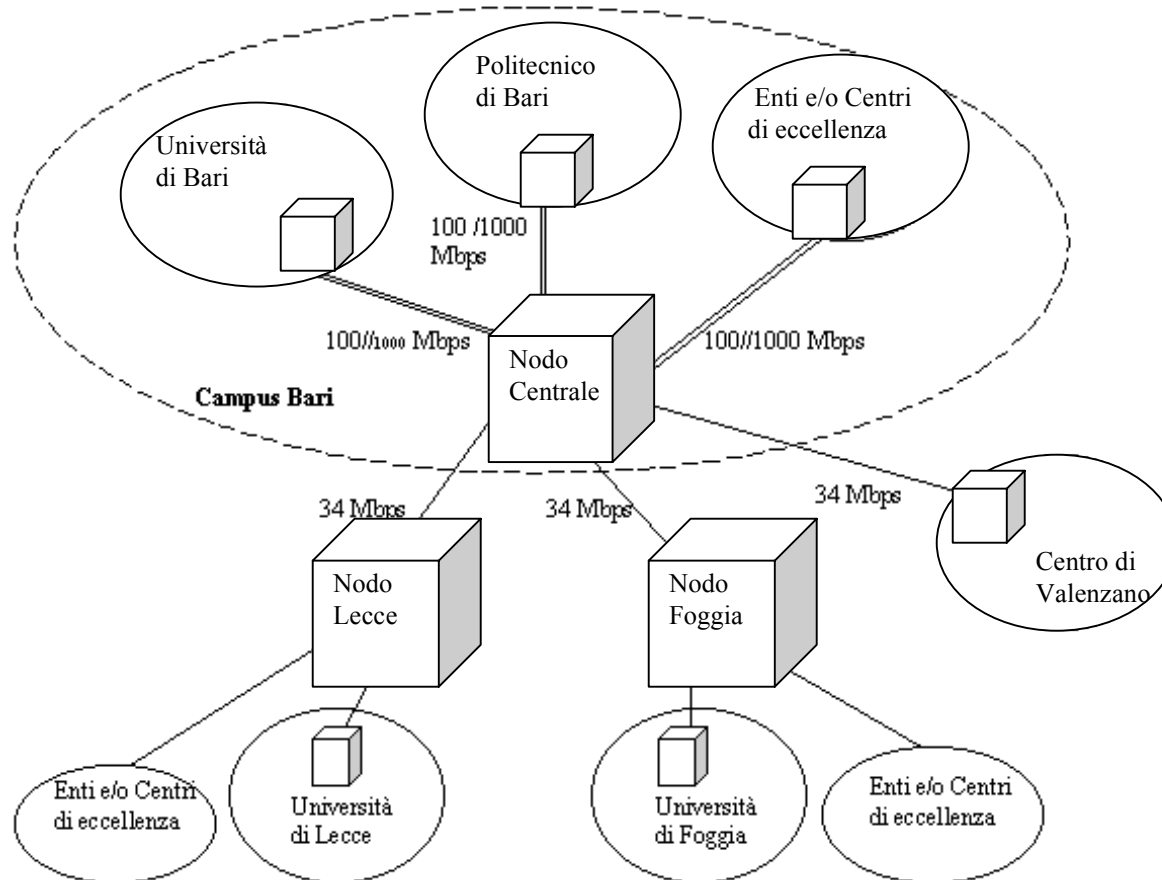 Politecnico
di Bari
Enti e/o Centri
di eccellenza
Università
di Bari
100 /1000
Mbps
100//1000 Mbps
100//1000 Mbps
Nodo
Centrale
Campus Bari
34 Mbps
34 Mbps
34 Mbps
Nodo
Lecce
Nodo
Foggia
Centro di
Valenzano
Enti e/o Centri
di eccellenza
Università
di Lecce
Università
di Foggia
Enti e/o Centri
di eccellenza